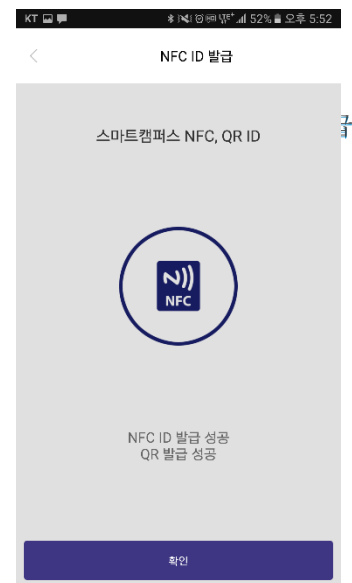 KT 52% 오후 5:52
NFC ID 발급
스마트캠퍼스 NFC, QR ID
급
NFC
NFC ID 발급 성공
QR 발급 성공
확인